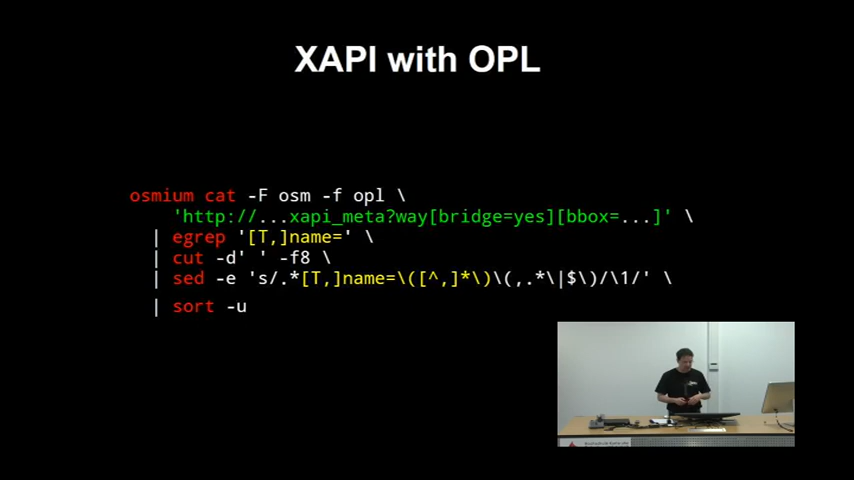 XAPI with OPL
osmium cat -F osm -f opl \
'http://...xapi_meta?way[bridge=yes][bbox=...]' \
| egrep '[T,]name=' \
| cut -d' ' -f8 \
| sed -e 's/.*[T,]name=\([^,]*\)\(,.*\|$\)/\1/' \
| sort -u